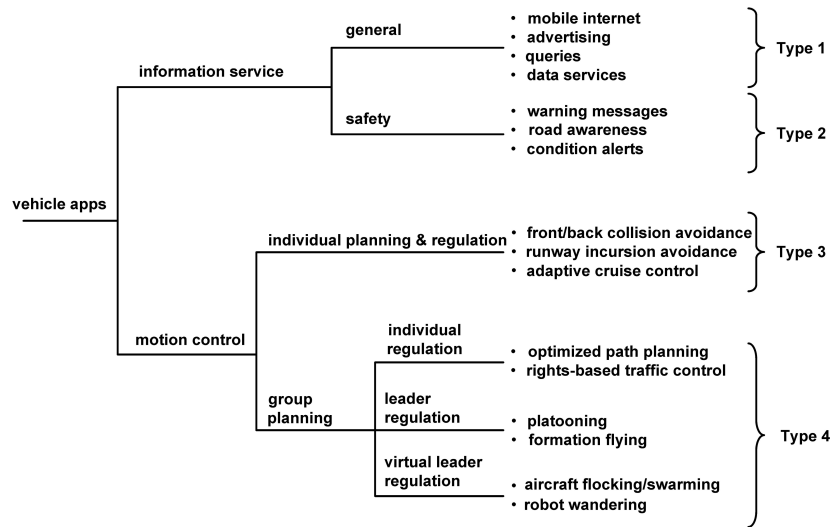 general
• mobile internet
• advertising
• queries
• data services
Type 1
information service
safety
• warning messages
• road awareness
• condition alerts
Type 2
vehicle apps
individual planning & regulation
• front/back collision avoidance
• runway incursion avoidance
• adaptive cruise control
Type 3
motion control
individual
regulation
• optimized path planning
• rights-based traffic control
group
planning
leader
regulation
• platooning
• formation flying
Type 4
virtual leader
regulation
• aircraft flocking/swarming
• robot wandering